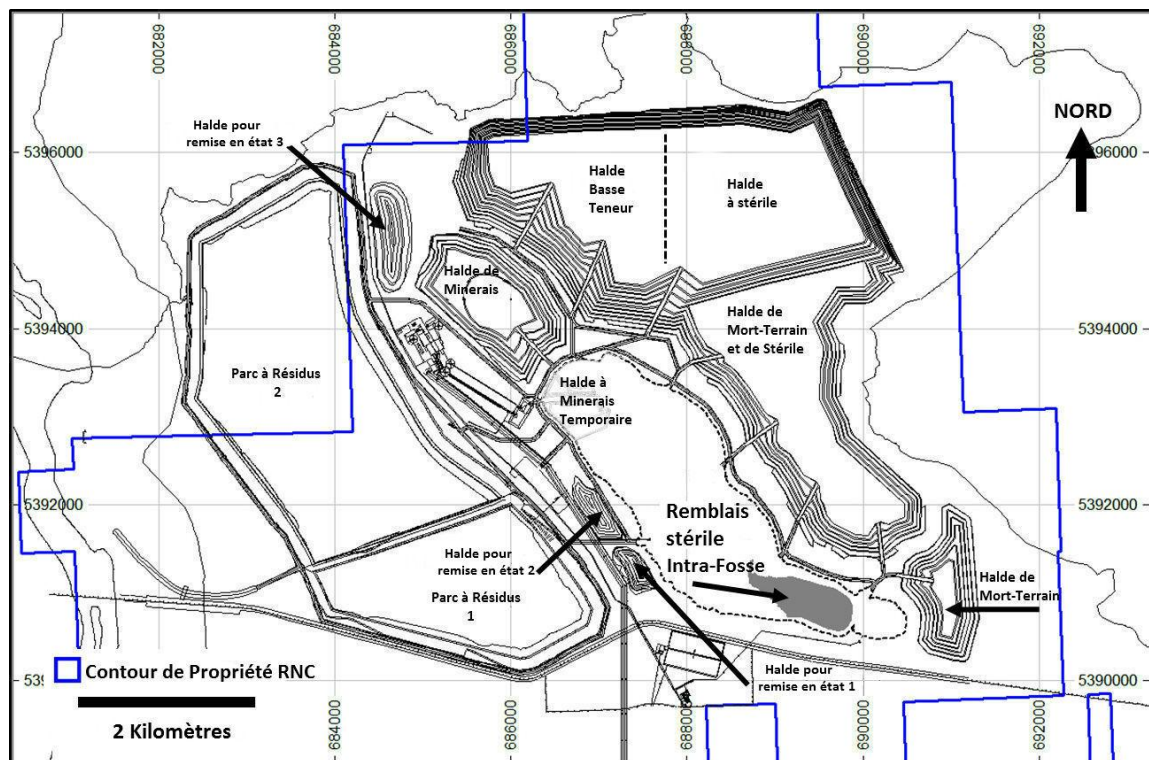 682000
684000
686000
688000
690000
692000
NORD
Halde pour
remise en état 3
5396000
5396000
Halde
Basse
Teneur
Halde
à stérile
Halde de
Minerais
5394000
5394000
Halde de
Mort-Terrain
et de Stérile
Parc à Résidus
2
Halde à
Minerais
Temporaire
5392000
5392000
Remblais
stérile
Intra-Fosse
Halde pour
remise en état 2
Parc à Résidus
1
Halde de
Mort-Terrain
Contour de Propriété RNC
Halde pour
remise en état 1
5390000
2 Kilomètres
684000
686000
688000
690000
692000